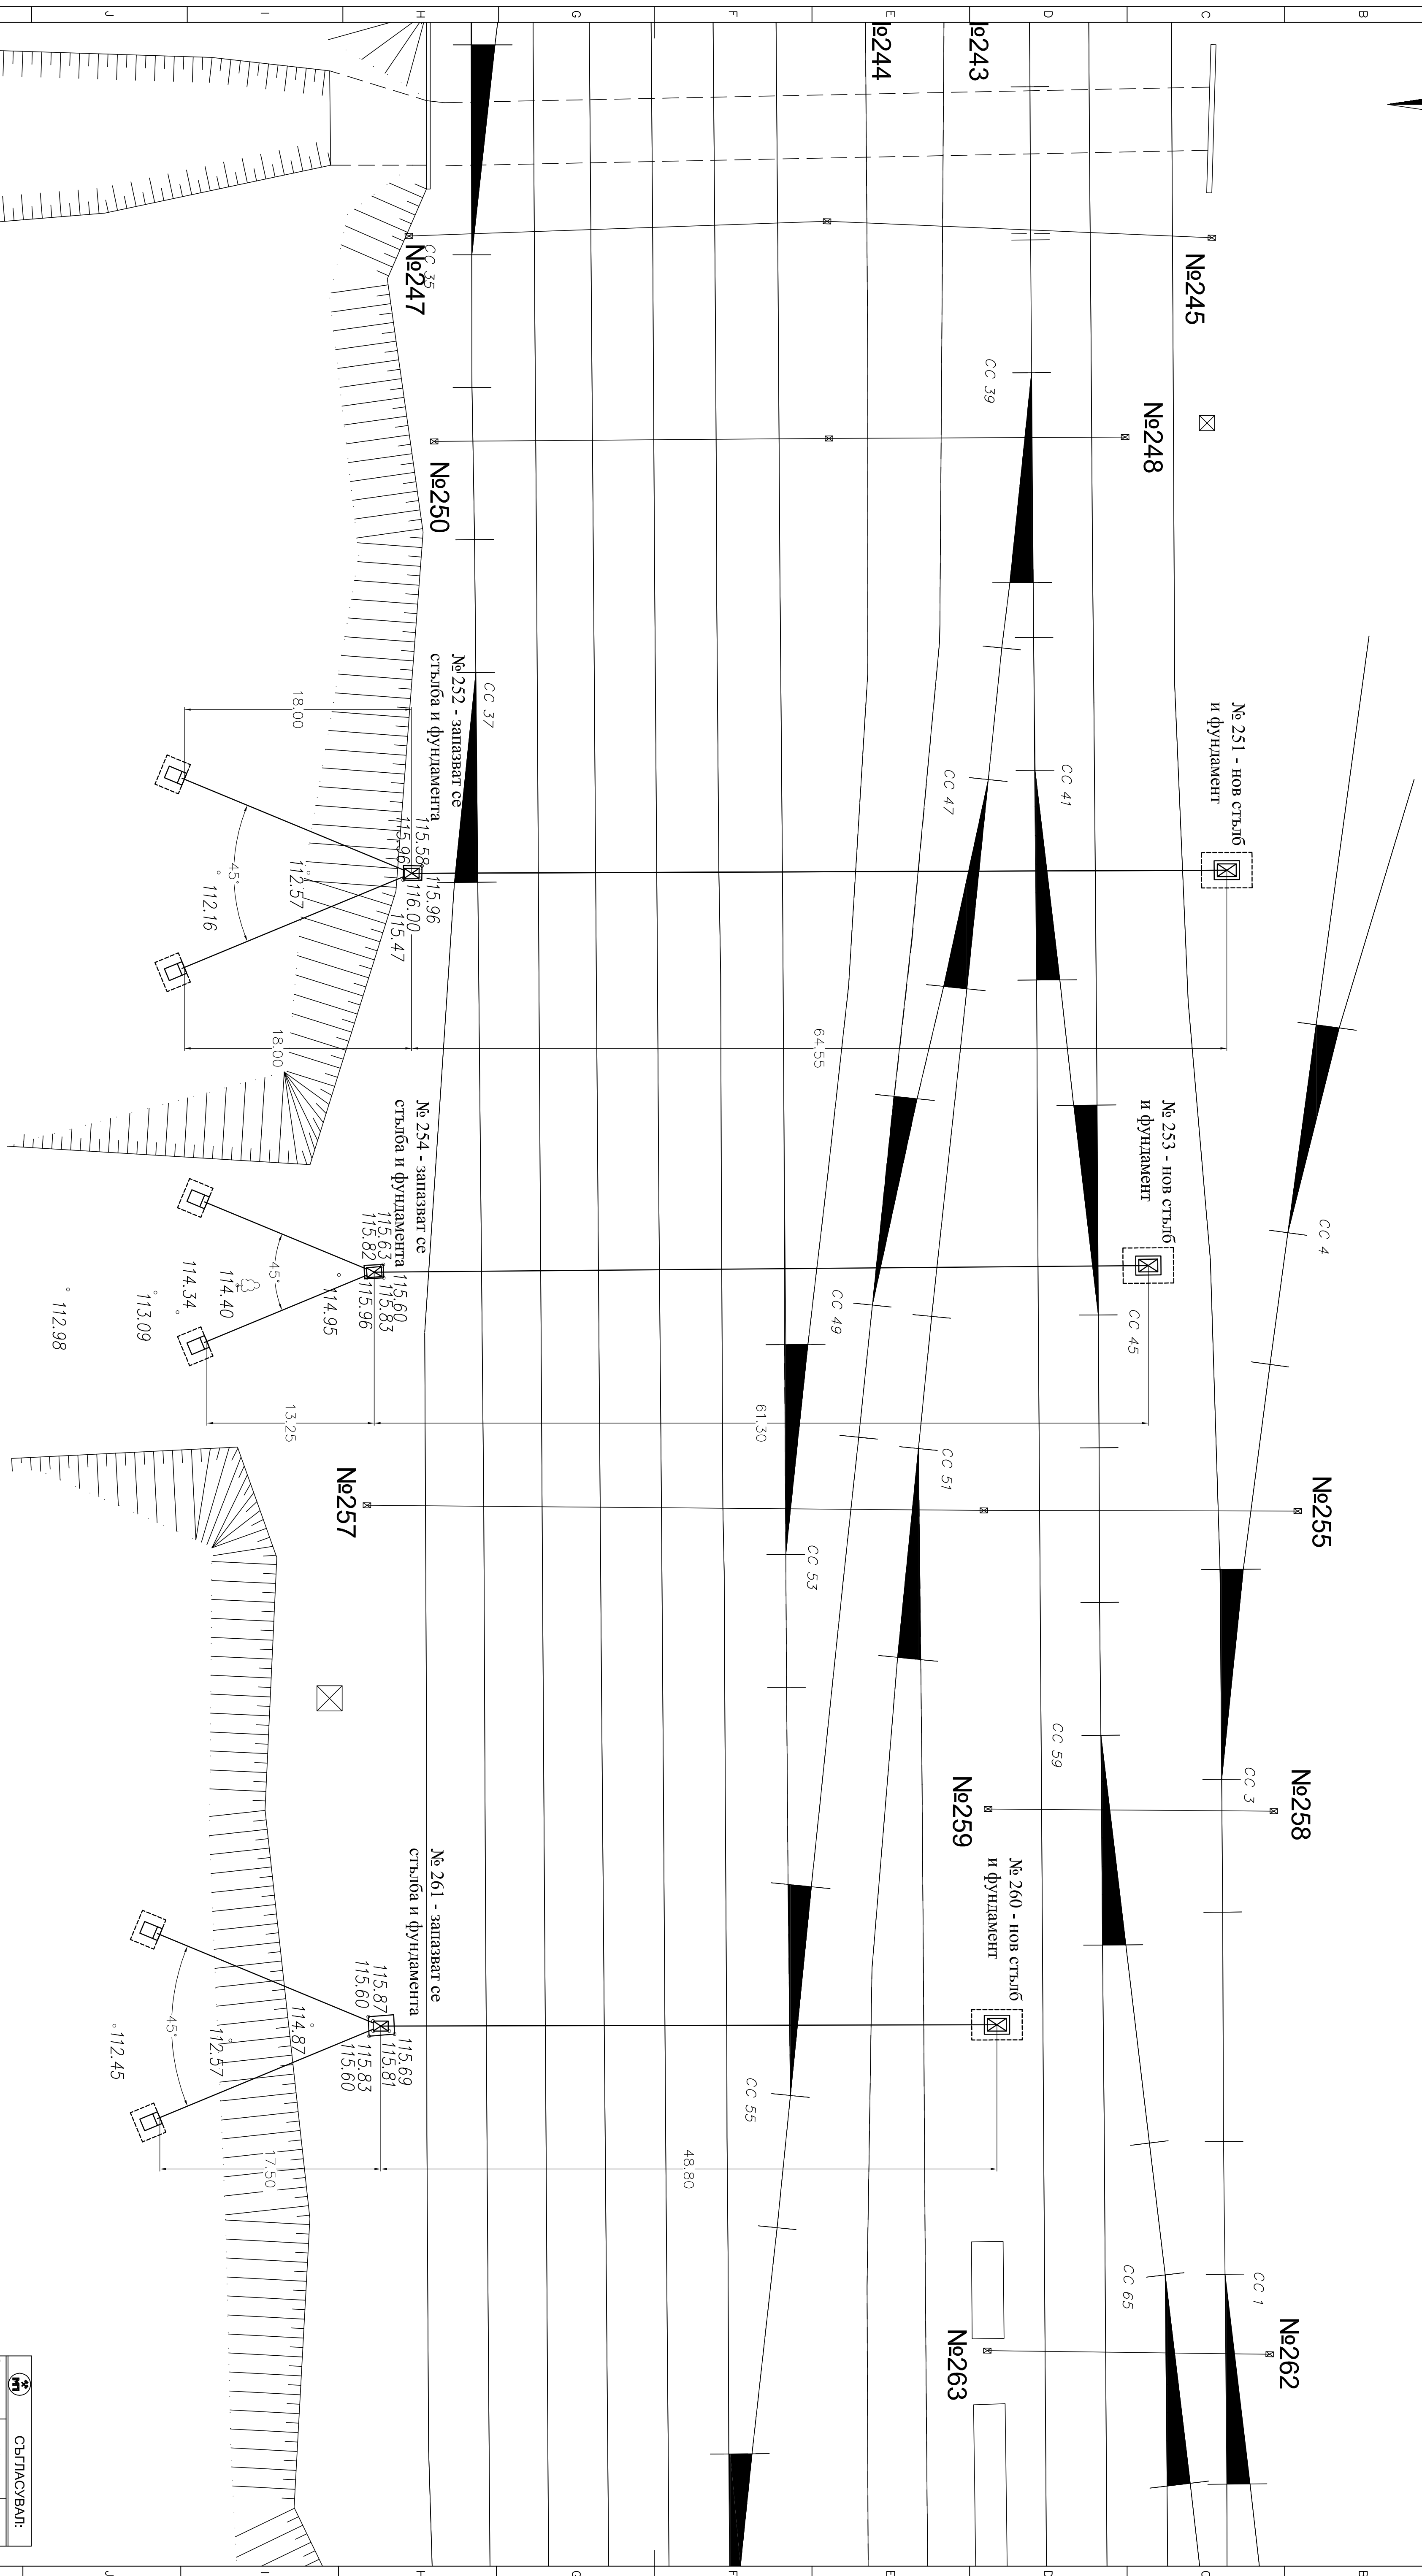 B
C
D
E
F
G
H
I
J
№243
№244
№245
№247
CC 35
CC 39
№248
№250
№ 251 - нов стълб
и фундамент
№ 252 - запазват се
стълба и фундамента
CC 37
CC 41
CC 47
18.00
115.58
115.96
115.96
116.00
115.47
112.57
45°
112.16
64.55
18.00
CC 4
№ 253 - нов стълб
и фундамент
№ 254 - запазват се
стълба и фундамента
CC 45
CC 49
115.63
115.82
115.60
115.83
115.96
114.95
45°
114.40
114.34
113.09
112.98
61.30
13.25
CC 51
№255
№257
CC 53
CC 59
CC 3
№258
№259
№ 260 - нов стълб
и фундамент
№ 261 - запазват се
стълба и фундамента
115.87
115.60
115.69
115.81
115.83
115.60
114.87
112.57
45°
112.45
CC 55
48.80
17.50
CC 65
CC 1
№262
№263
СЪГЛАСУВАЛ:
B
C
D
E
F
G
H
I
J